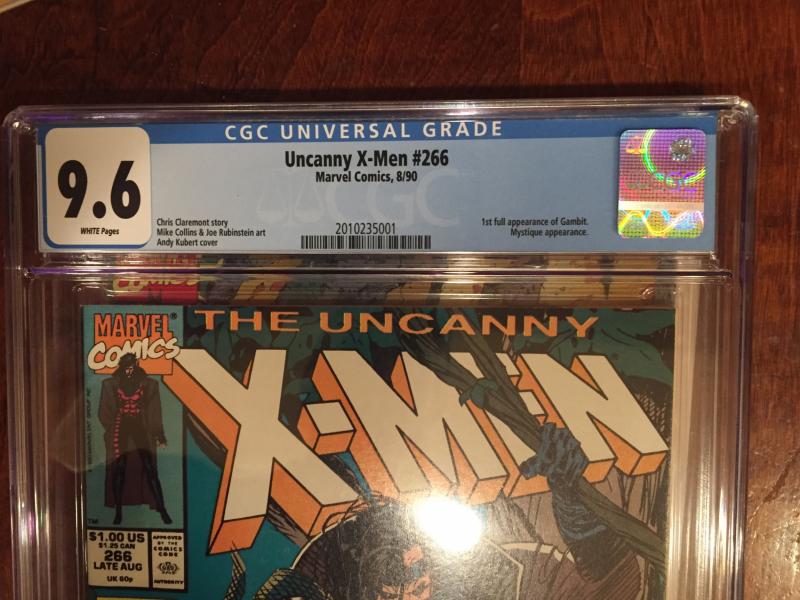 CGC UNIVERSAL GRADE
9.6
WHITE Pages
Uncanny X-Men #266
Marvel Comics, 8/90
Chris Claremont story
Mike Collins & Joe Rubinstein art
Andy Kubert cover
2010235001
1st full appearance of Gambit.
Mystique appearance.
CGC
MARVEL®
COMICS
THE UNCANNY
X-MEN
TM
$1.00 US
$1.25 CAN
266
LATE AUG
UK 60p
APPROVED
BY THE
COMICS
CODE
AUTHORITY